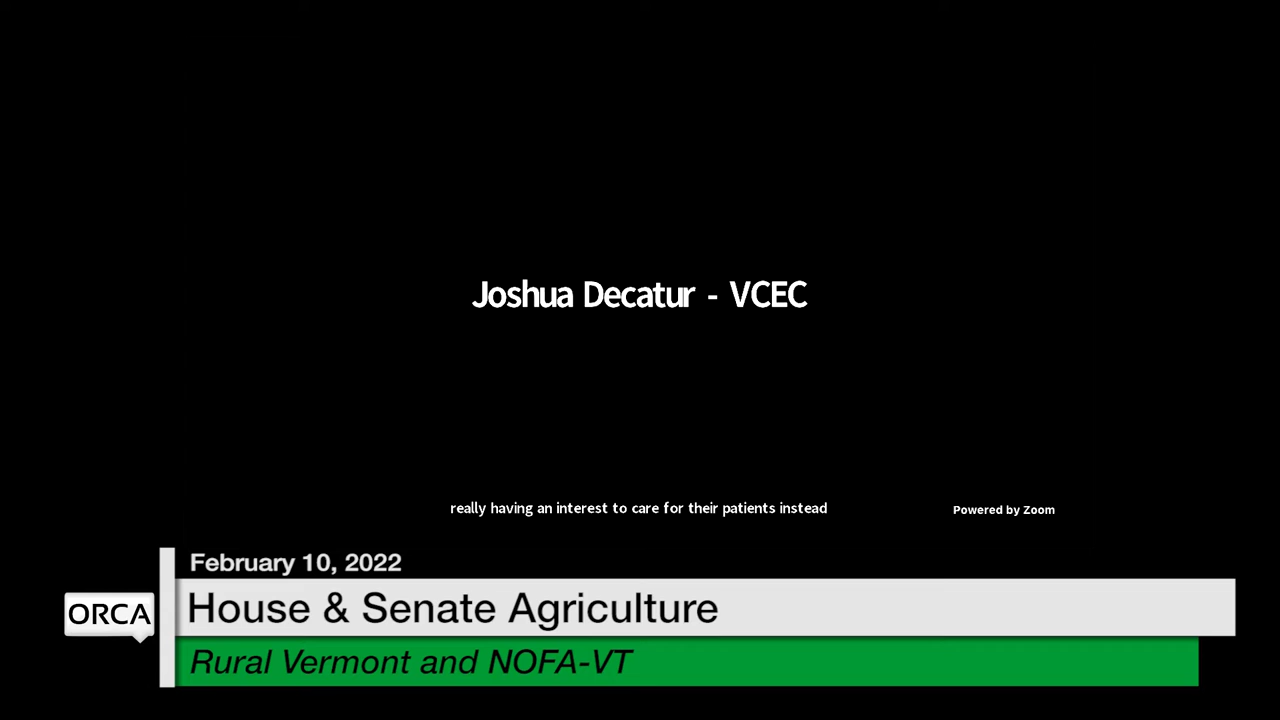 Joshua Decatur - VCEC
really having an interest to care for their patients instead
Powered by Zoom
February 10, 2022
ORCA
House & Senate Agriculture
Rural Vermont and NOFA-VT